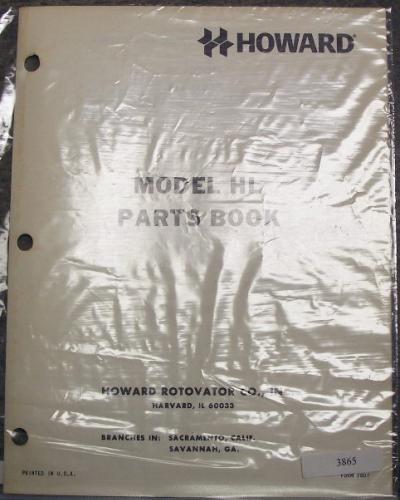 HOWARD
MODEL HL
PARTS BOOK
HOWARD ROTOVATOR CO.,
HARVARD, IL 60033
BRANCHES IN: SACRAMENTO, CALIF.
SAVANNAH, GA.
3865
PRINTED IN U.S.A.
FORM